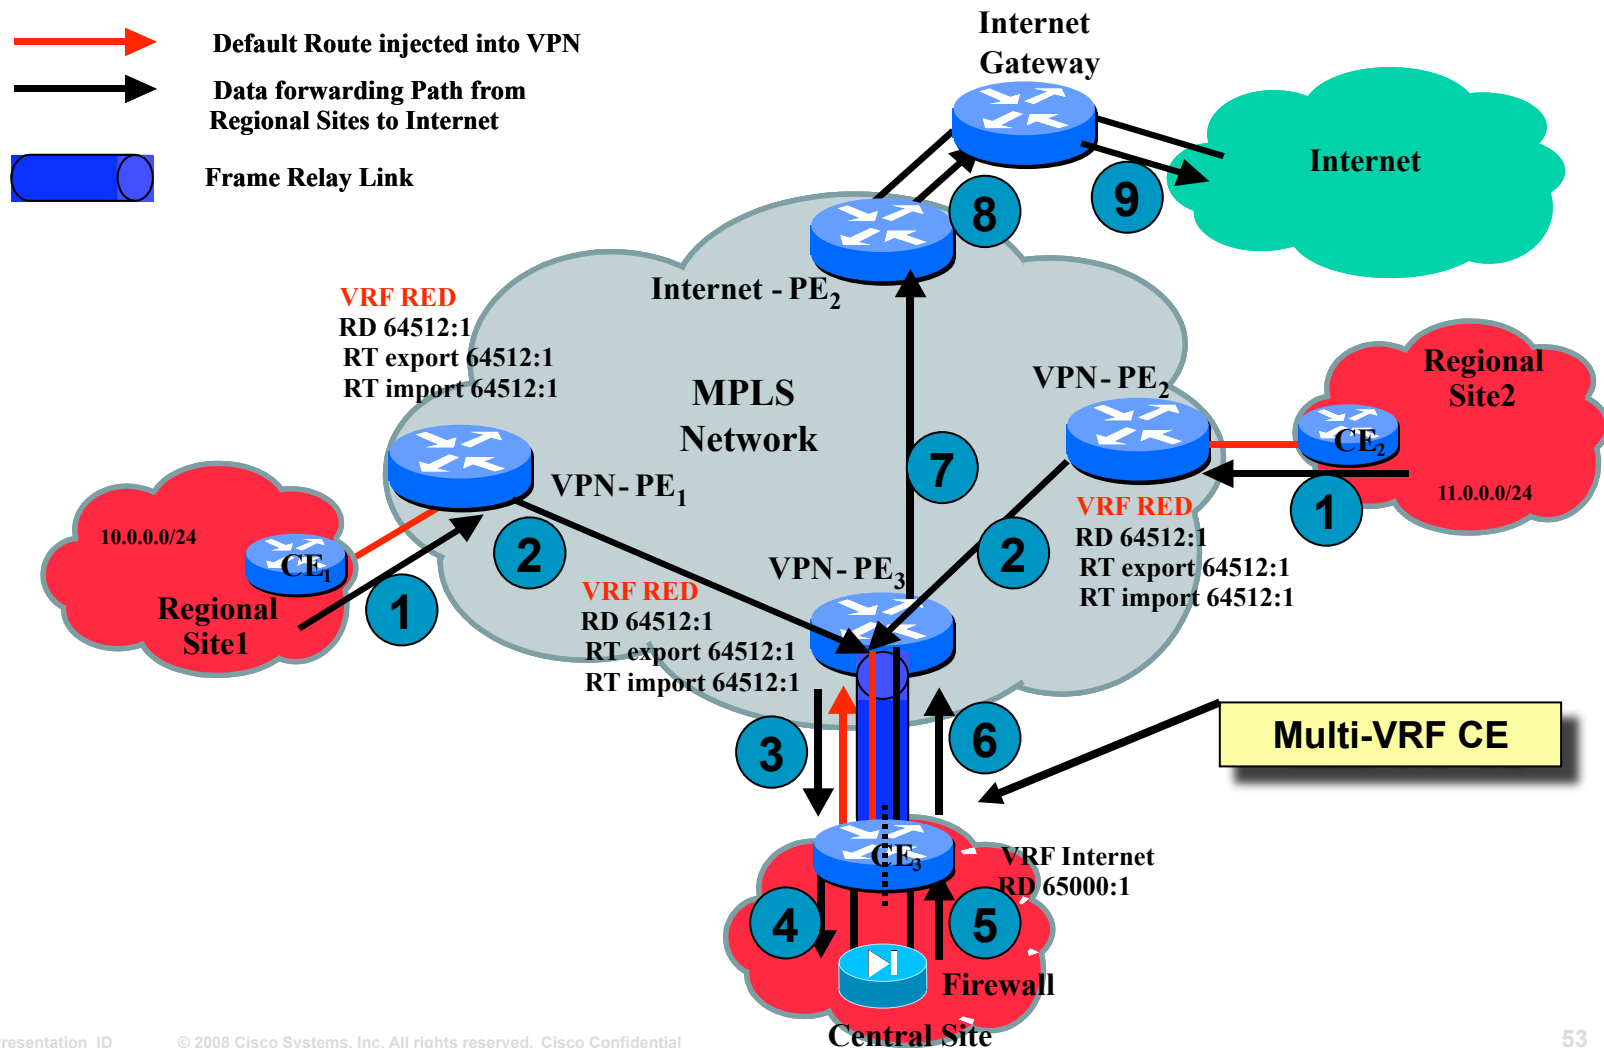 Default Route injected into VPN
Data forwarding Path from
Regional Sites to Internet
Frame Relay Link
Internet
Gateway
Internet
8
9
Internet - PE2
VRF RED
RD 64512:1
RT export 64512:1
RT import 64512:1
MPLS
Network
VPN- PE2
Regional
Site2
CE2
11.0.0.0/24
1
VPN- PE1
7
2
VRF RED
RD 64512:1
RT export 64512:1
RT import 64512:1
10.0.0.0/24
CE1
Regional
Site1
1
2
VPN- PE3
VRF RED
RD 64512:1
RT export 64512:1
RT import 64512:1
3
6
Multi-VRF CE
CE3
VRF Internet
RD 65000:1
4
5
Firewall
Central Site
resentation_ID
© 2008 Cisco Systems, Inc. All rights reserved. Cisco Confidential
53